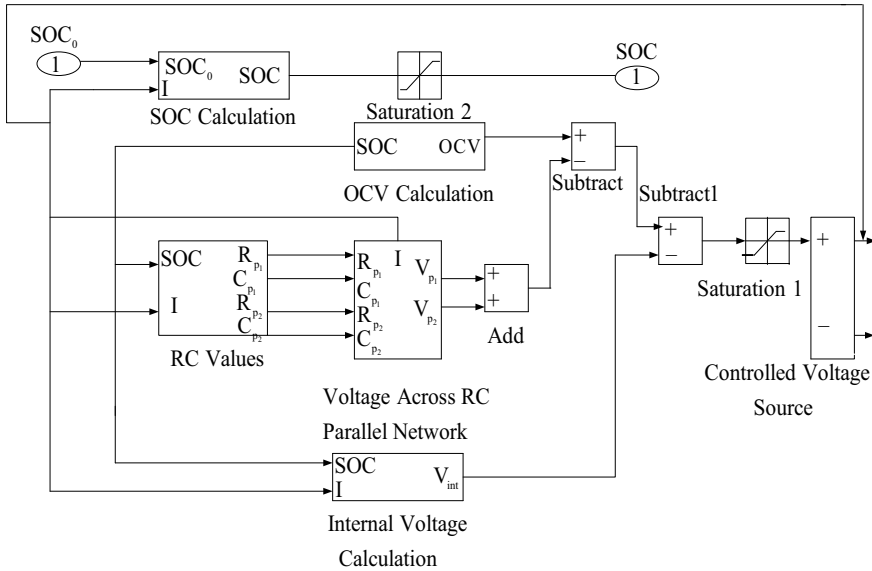 SOC₀
1
SOC₀
I
SOC
SOC Calculation
Saturation 2
SOC
1
SOC
OCV
OCV Calculation
+
−
Subtract
Subtract1
+
−
Saturation 1
+
−
Controlled Voltage
Source
SOC
I
Rp₁
Cp₁
Rp₂
Cp₂
RC Values
I
Rp₁
Cp₁
Rp₂
Cp₂
Vp₁
Vp₂
Voltage Across RC
Parallel Network
+
+
Add
SOC
I
Vint
Internal Voltage
Calculation